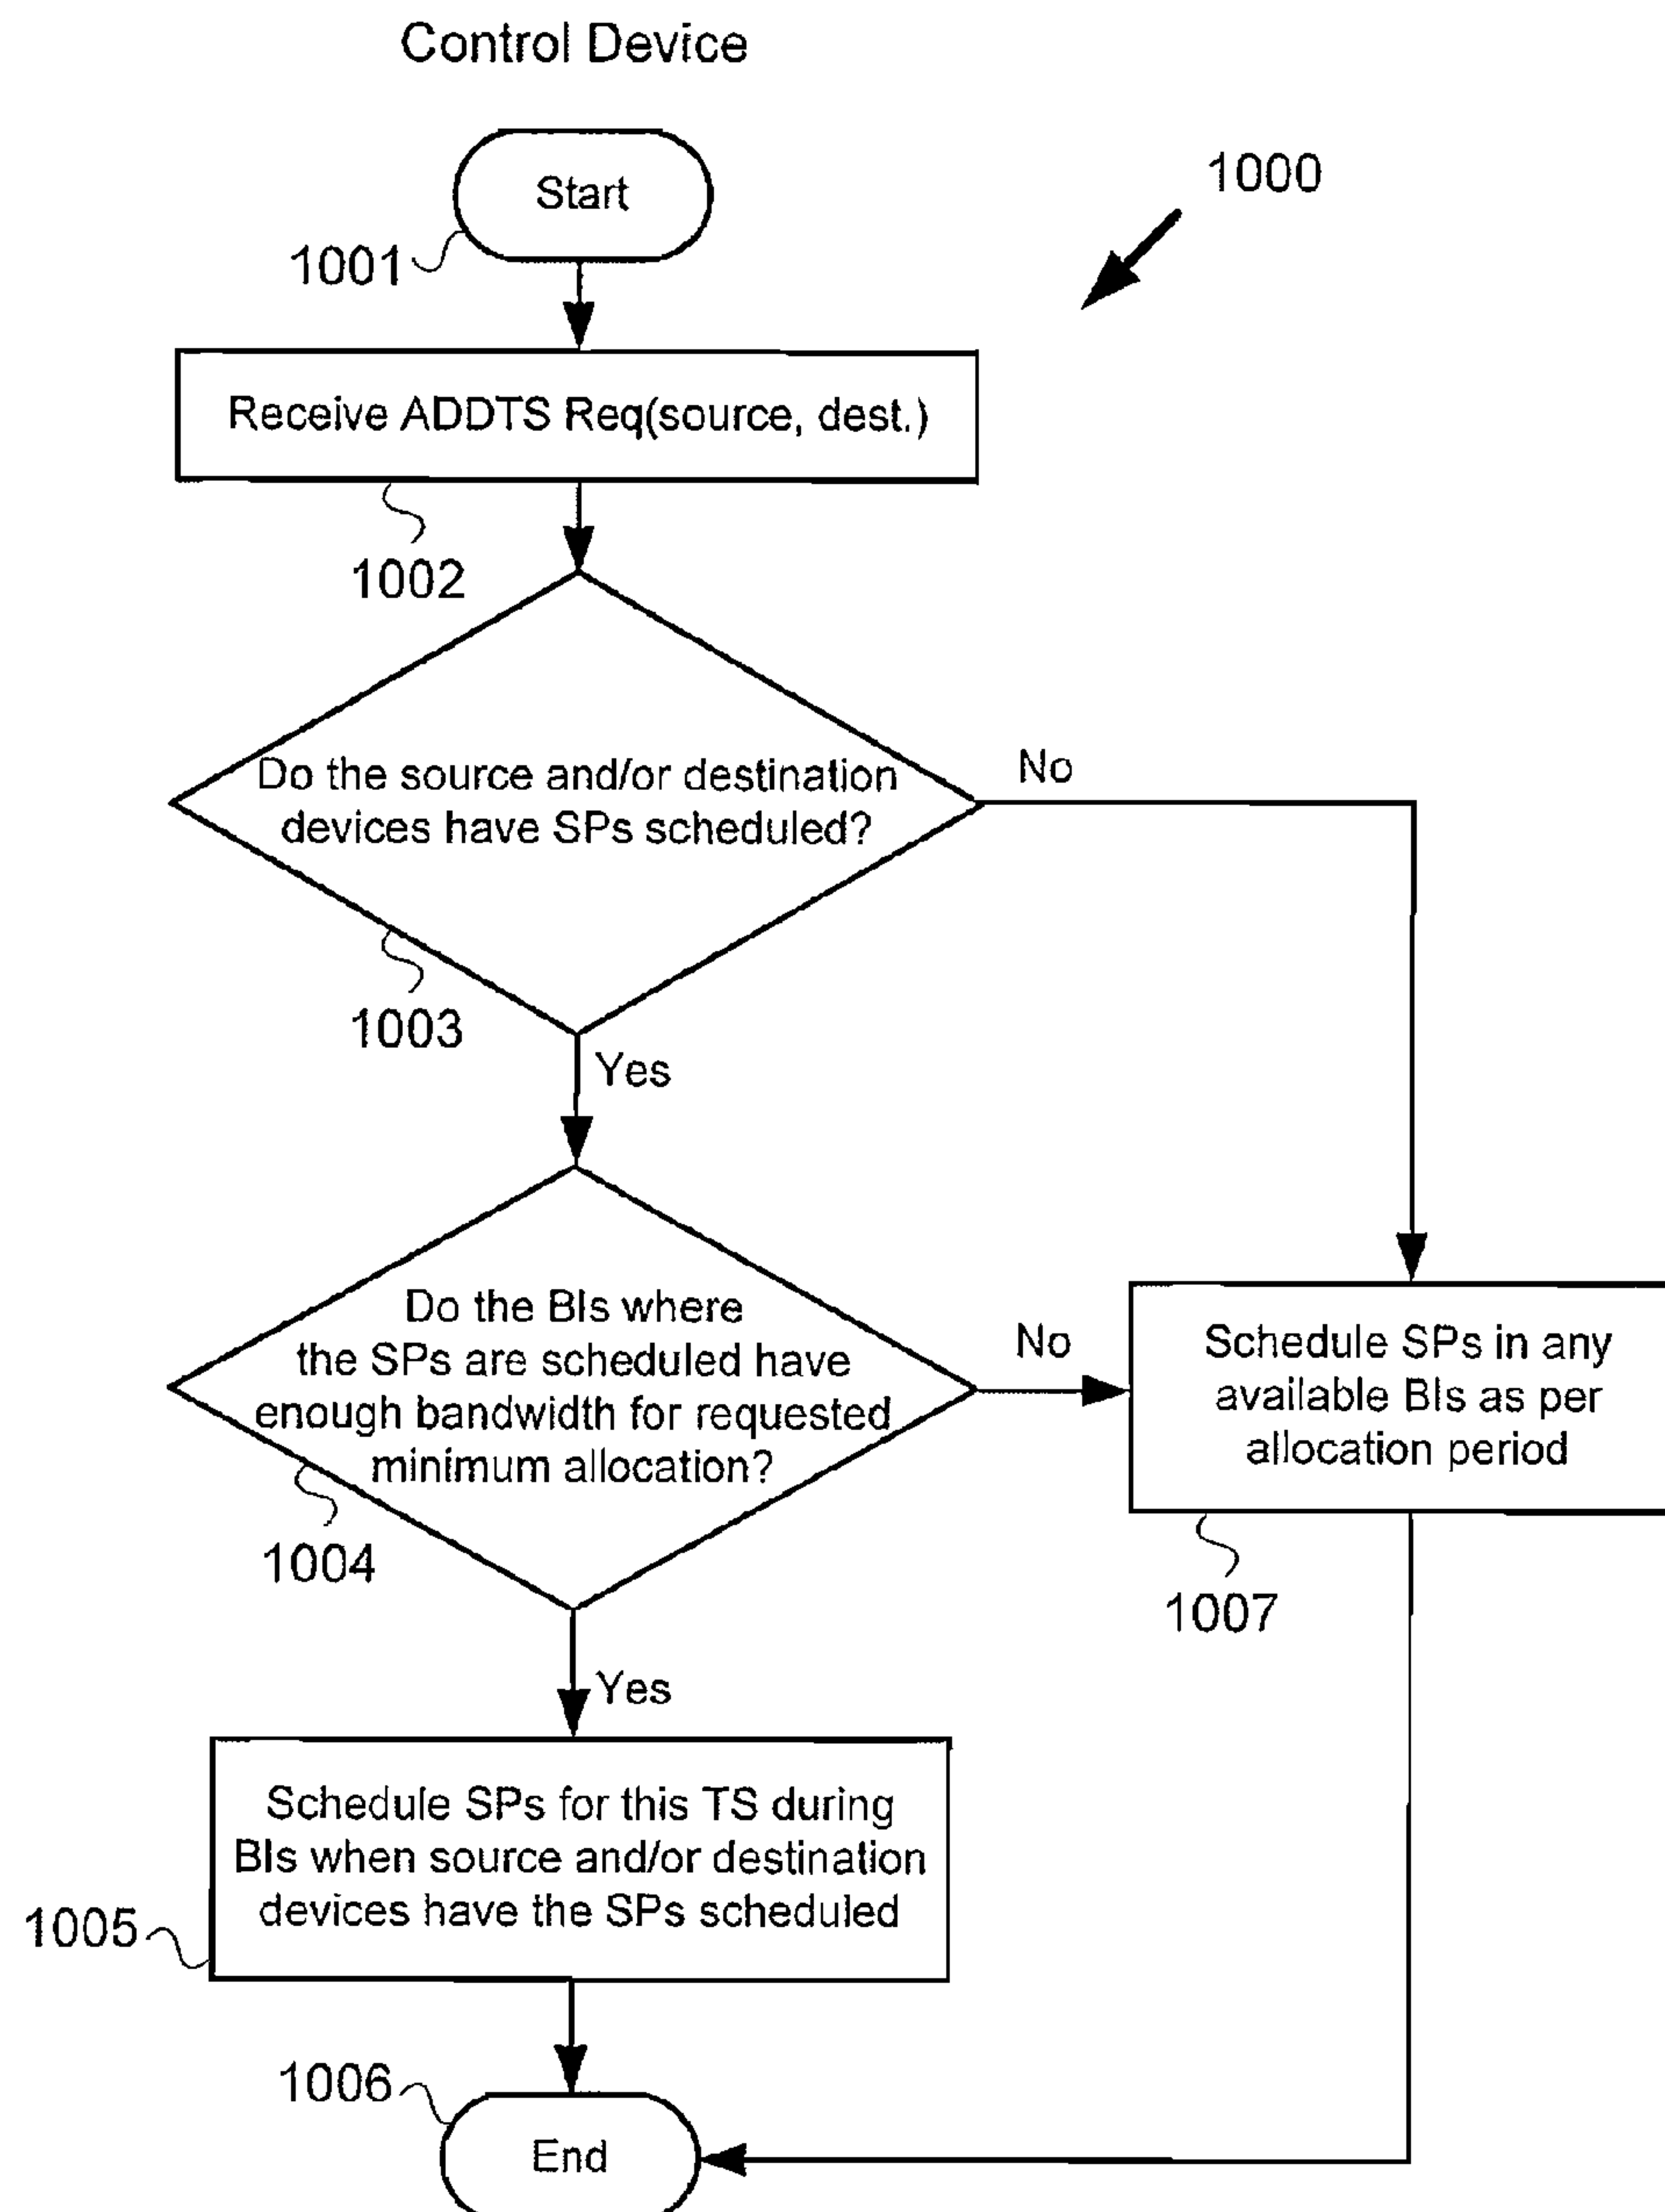 Control Device
Start
1000
1001
Receive ADDTS Req(source, dest.)
1002
Do the source and/or destination
devices have SPs scheduled?
No
1003
Yes
Do the BIs where
the SPs are scheduled have
enough bandwidth for requested
minimum allocation?
No
Schedule SPs in any
available BIs as per
allocation period
1004
1007
Yes
Schedule SPs for this TS during
BIs when source and/or destination
devices have the SPs scheduled
1005
1006
End